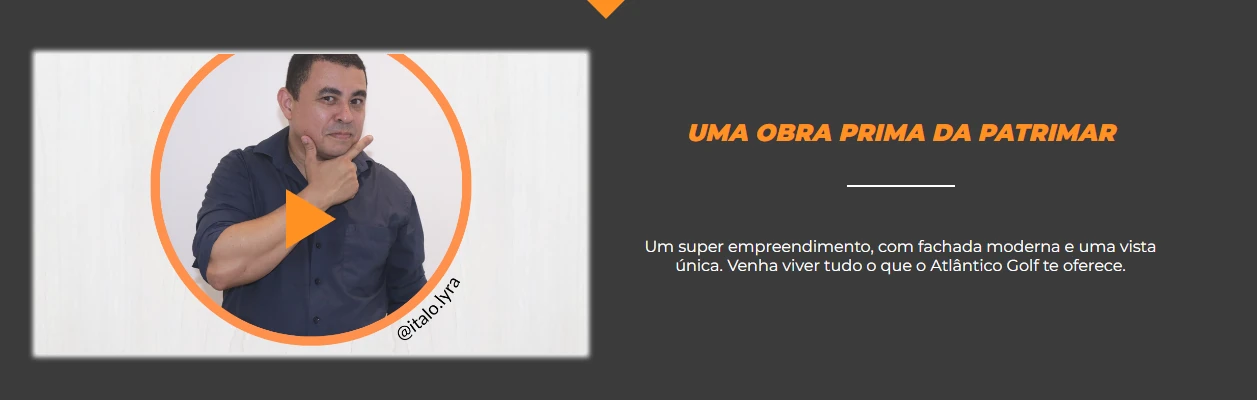 @italo.lyra
UMA OBRA PRIMA DA PATRIMAR
Um super empreendimento, com fachada moderna e uma vista
única. Venha viver tudo o que o Atlântico Golf te oferece.